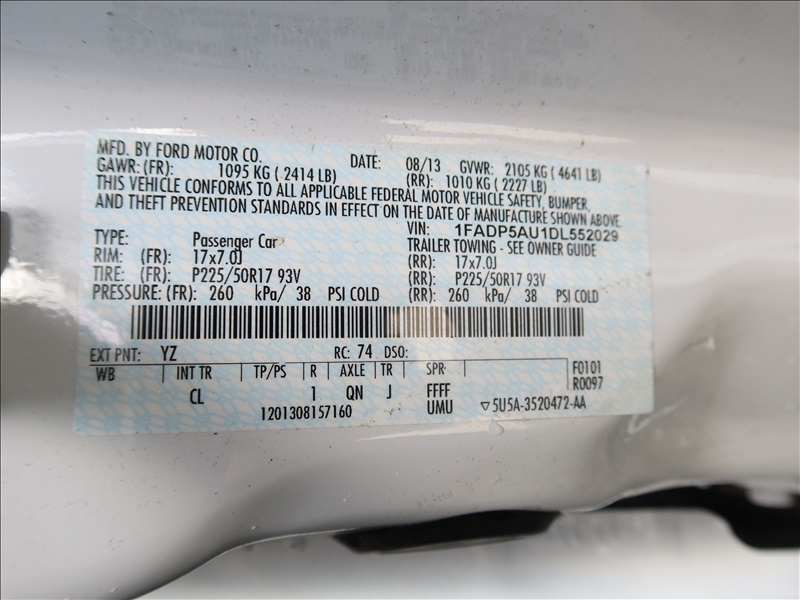 MFD. BY FORD MOTOR CO.
DATE: 08/13 GVWR: 2105 KG ( 4641 LB)
GAWR: (FR): 1095 KG ( 2414 LB) (RR): 1010 KG ( 2227 LB)
THIS VEHICLE CONFORMS TO ALL APPLICABLE FEDERAL MOTOR VEHICLE SAFETY, BUMPER,
AND THEFT PREVENTION STANDARDS IN EFFECT ON THE DATE OF MANUFACTURE SHOWN ABOVE.
VIN: 1FADP5AU1DL552029
TYPE: Passenger Car TRAILER TOWING - SEE OWNER GUIDE
RIM: (FR): 17x7.0J (RR): 17x7.0J
TIRE: (FR): P225/50R17 93V (RR): P225/50R17 93V
PRESSURE: (FR): 260 kPa/ 38 PSI COLD (RR): 260 kPa/ 38 PSI COLD
EXT PNT: YZ RC: 74 DSO:
WB INT TR TP/PS R AXLE TR SPR F0101
R0097
CL 1 QN J FFFF
1201308157160 UMU ▽5U5A-3520472-AA